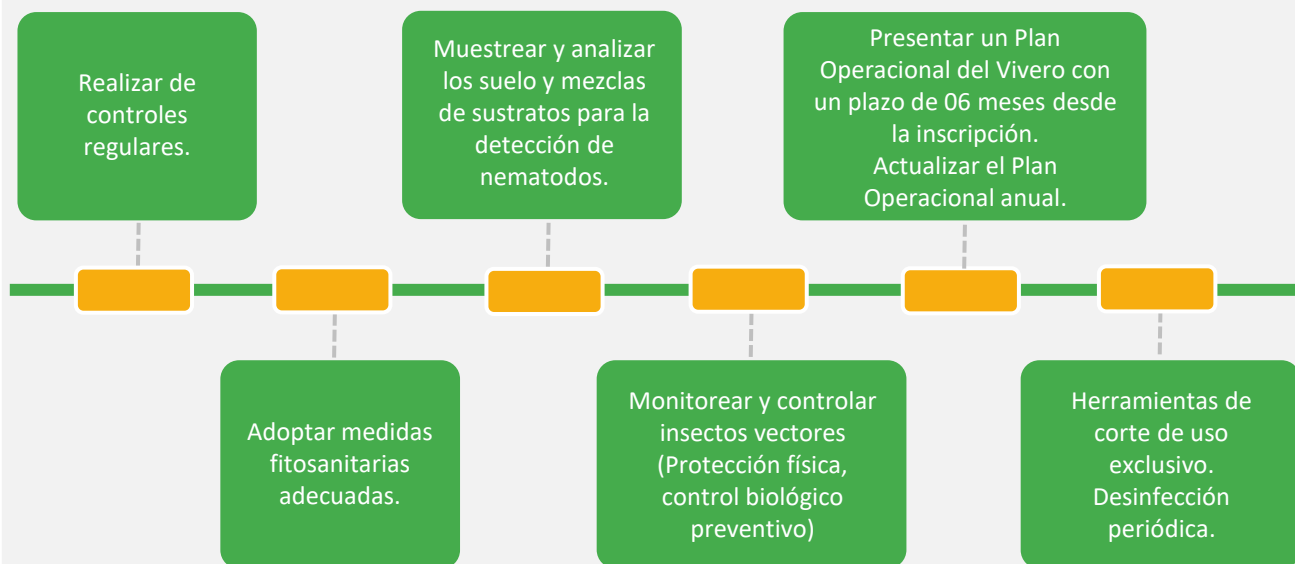 Realizar de
controles
regulares.
Adoptar medidas
fitosanitarias
adecuadas.
Muestrear y analizar
los suelo y mezclas
de sustratos para la
detección de
nematodos.
Monitorear y controlar
insectos vectores
(Protección física,
control biológico
preventivo)
Presentar un Plan
Operacional del Vivero con
un plazo de 06 meses desde
la inscripción.
Actualizar el Plan
Operacional anual.
Herramientas de
corte de uso
exclusivo.
Desinfección
periódica.